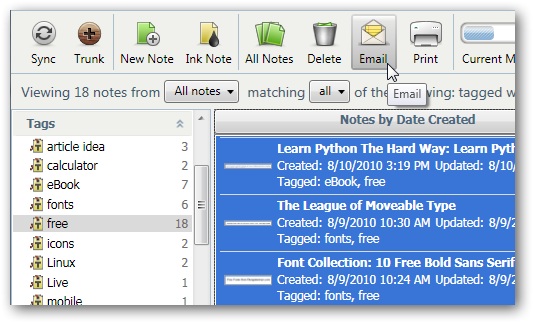 Sync Trunk New Note Ink Note All Notes Delete Email Print Current M
Viewing 18 notes from All notes matching all of the wing: tagged w
Email
Tags
article idea 3
calculator 2
eBook 7
fonts 6
free 18
icons 2
Linux 2
Live 1
mobile
Notes by Date Created
Learn Python The Hard Way: Learn Pyth
Created: 8/10/2010 3:19 PM Updated: 8/10/
Tagged: eBook, free
The League of Moveable Type
Created: 8/9/2010 10:30 AM Updated: 8/9/2
Tagged: fonts, free
Font Collection: 10 Free Bold Sans Serif
Created: 8/9/2010 10:24 AM Updated: 8/9/2
Tagged: fonts, free